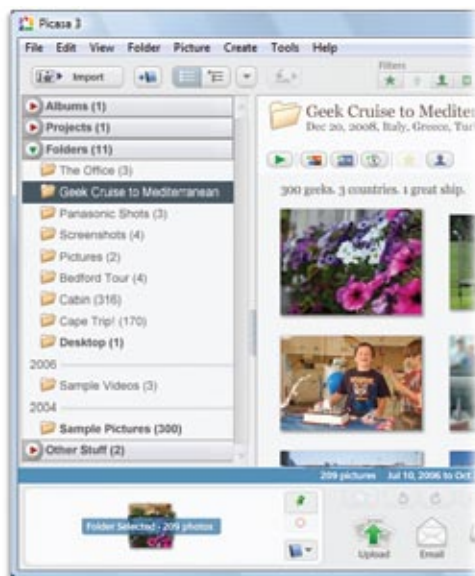 Picasa 3
File Edit View Folder Picture Create Tools Help
Import
Filters
Albums (1)
Projects (1)
Folders (11)
The Office (3)
Geek Cruise to Mediterranean
Panasonic Shots (3)
Screenshots (4)
Pictures (2)
Bedford Tour (4)
Cabin (316)
Cape Trip! (170)
Desktop (1)
2006
Sample Videos (3)
2004
Sample Pictures (300)
Other Stuff (2)
Geek Cruise to Mediter
Dec 20, 2008, Italy, Greece, Tur
300 geeks. 3 countries. 1 great ship.
209 pictures Jul 10, 2006 to Oct
Folder Selected - 209 photos
Upload
Email